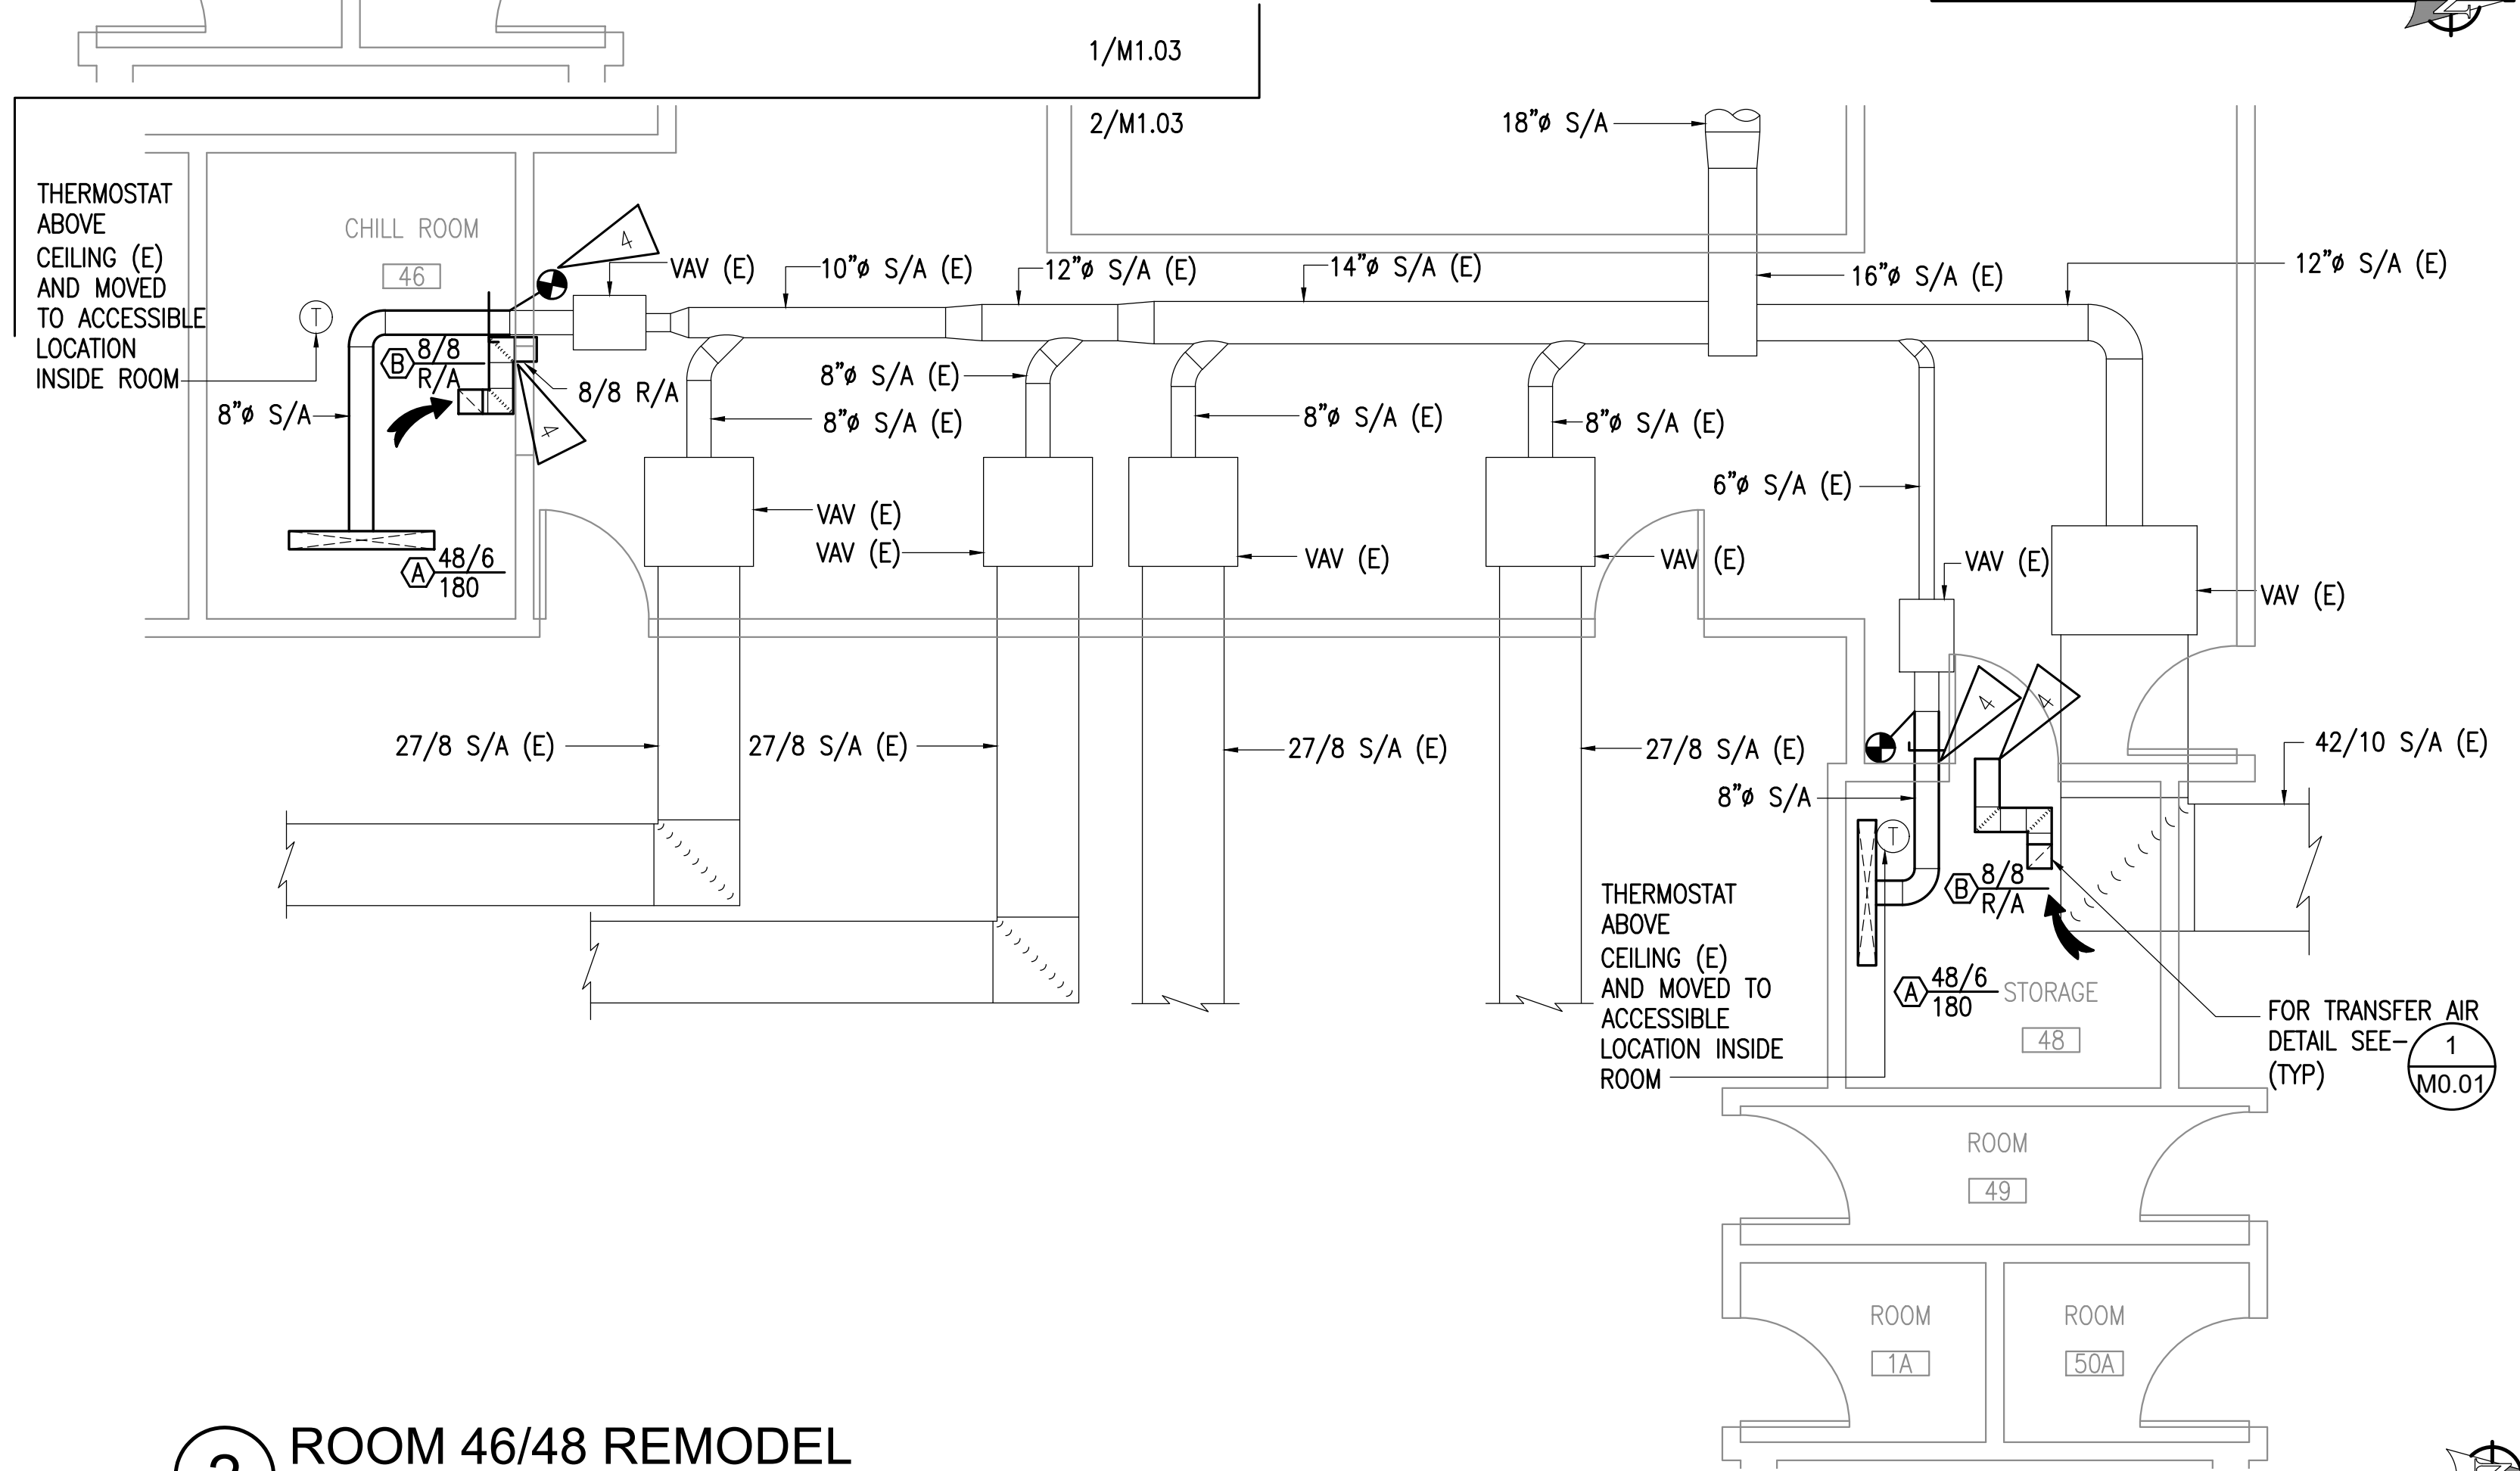 1/M1.03
2/M1.03
18"ø S/A
THERMOSTAT
ABOVE
CEILING (E)
AND MOVED
TO ACCESSIBLE
LOCATION
INSIDE ROOM
CHILL ROOM
46
4
VAV (E)
10"ø S/A (E)
12"ø S/A (E)
14"ø S/A (E)
16"ø S/A (E)
12"ø S/A (E)
T
B
8/8
R/A
8/8 R/A
4
8"ø S/A
8"ø S/A (E)
8"ø S/A (E)
8"ø S/A (E)
8"ø S/A (E)
6"ø S/A (E)
VAV (E)
VAV (E)
VAV (E)
VAV (E)
VAV (E)
VAV (E)
A
48/6
180
27/8 S/A (E)
27/8 S/A (E)
27/8 S/A (E)
27/8 S/A (E)
42/10 S/A (E)
4
4
8"ø S/A
T
B
8/8
R/A
THERMOSTAT
ABOVE
CEILING (E)
AND MOVED TO
ACCESSIBLE
LOCATION INSIDE
ROOM
A
48/6
180
STORAGE
48
FOR TRANSFER AIR
DETAIL SEE-
(TYP)
1
M0.01
ROOM
49
ROOM
1A
ROOM
50A
2
ROOM 46/48 REMODEL